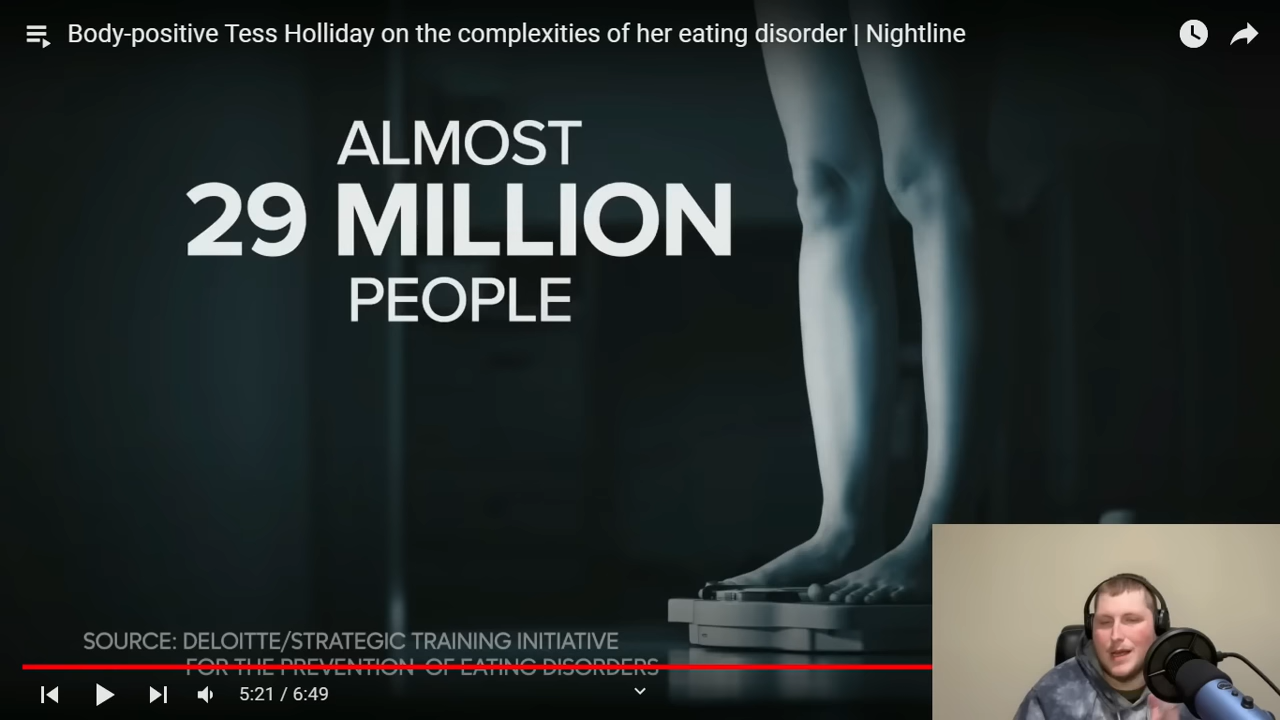 Body-positive Tess Holliday on the complexities of her eating disorder | Nightline
ALMOST
29 MILLION
PEOPLE
SOURCE: DELOITTE/STRATEGIC TRAINING INITIATIVE
FOR THE PREVENTION OF EATING DISORDERS
5:21 / 6:49